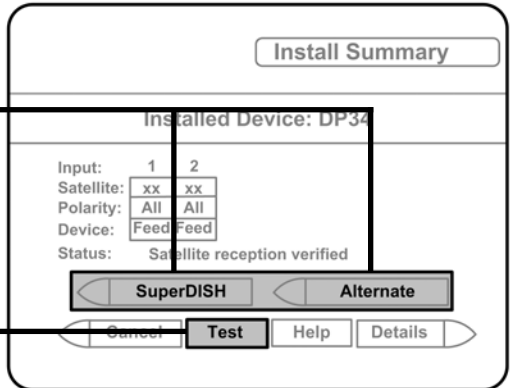 Install Summary
Installed Device: DP34
Input: 1 2
Satellite: xx xx
Polarity: All All
Device: Feed Feed
Status: Satellite reception verified
SuperDISH Alternate
Cancel Test Help Details